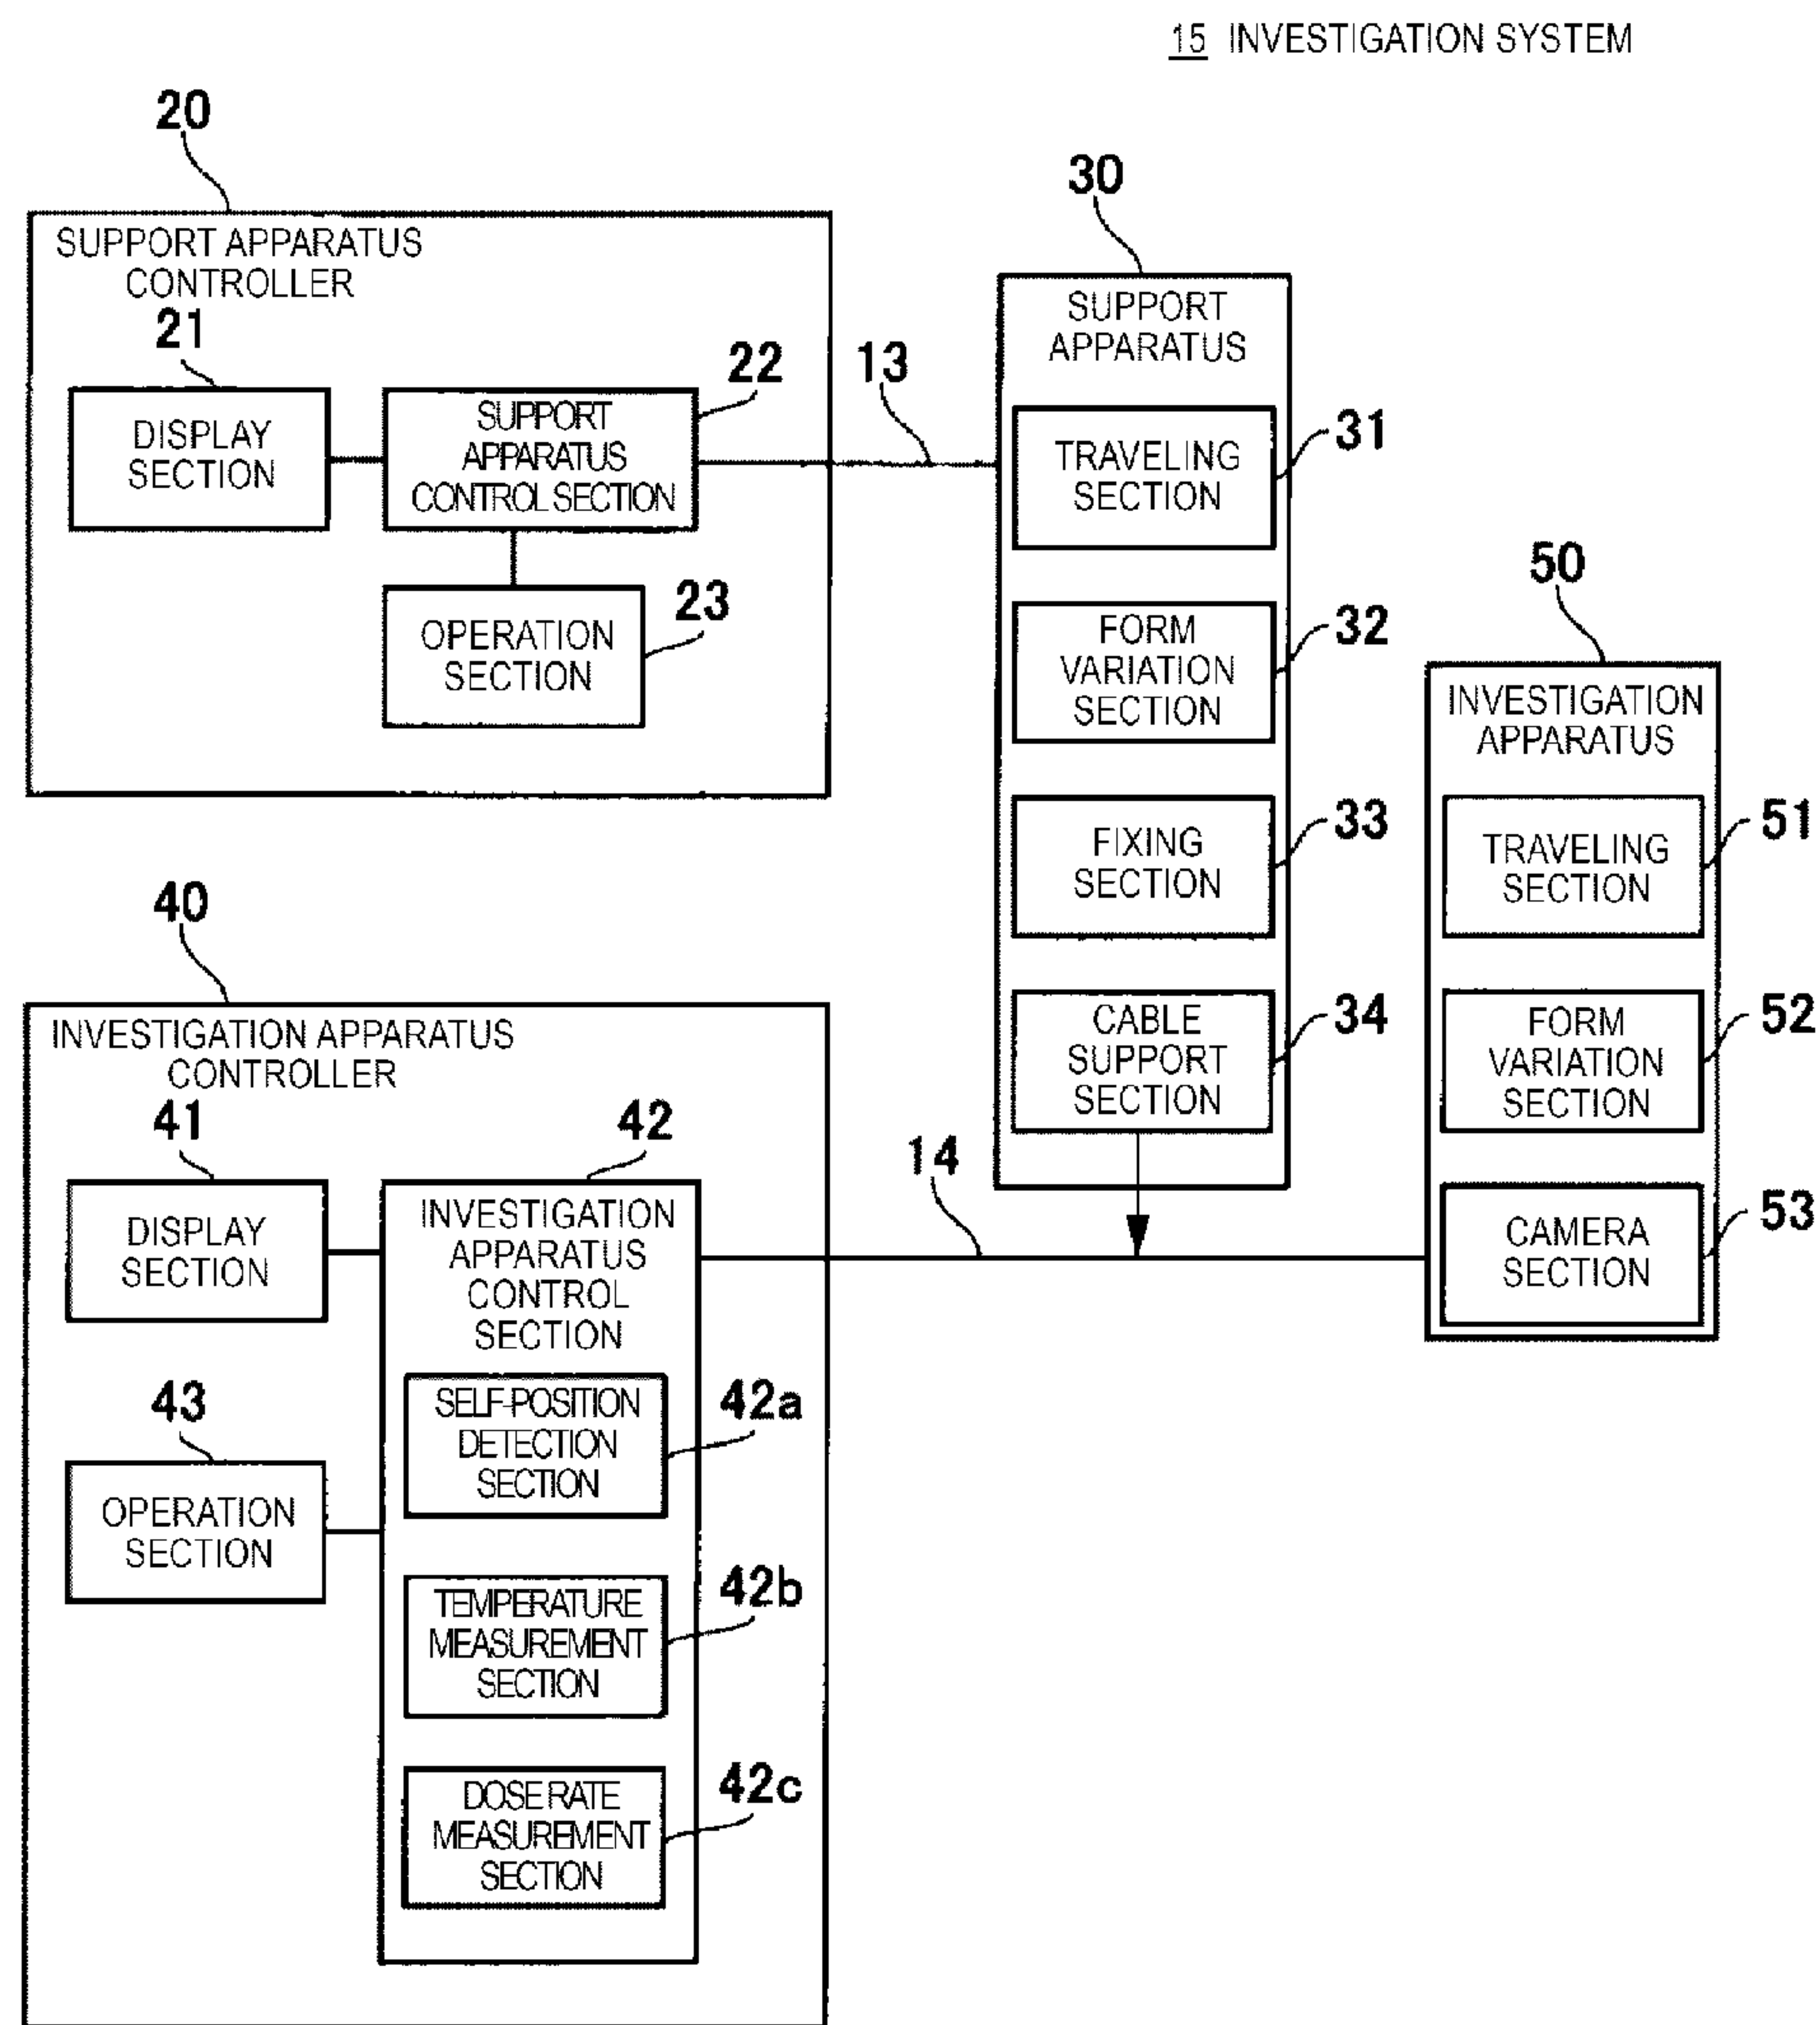 15 INVESTIGATION SYSTEM
20
SUPPORT APPARATUS
CONTROLLER
21
DISPLAY
SECTION
22
SUPPORT
APPARATUS
CONTROL SECTION
23
OPERATION
SECTION
13
30
SUPPORT
APPARATUS
TRAVELING
SECTION
31
FORM
VARIATION
SECTION
32
FIXING
SECTION
33
CABLE
SUPPORT
SECTION
34
50
INVESTIGATION
APPARATUS
TRAVELING
SECTION
51
FORM
VARIATION
SECTION
52
CAMERA
SECTION
53
40
INVESTIGATION APPARATUS
CONTROLLER
41
DISPLAY
SECTION
43
OPERATION
SECTION
42
INVESTIGATION
APPARATUS
CONTROL
SECTION
SELF-POSITION
DETECTION
SECTION
42a
TEMPERATURE
MEASUREMENT
SECTION
42b
DOSE RATE
MEASUREMENT
SECTION
42c
14